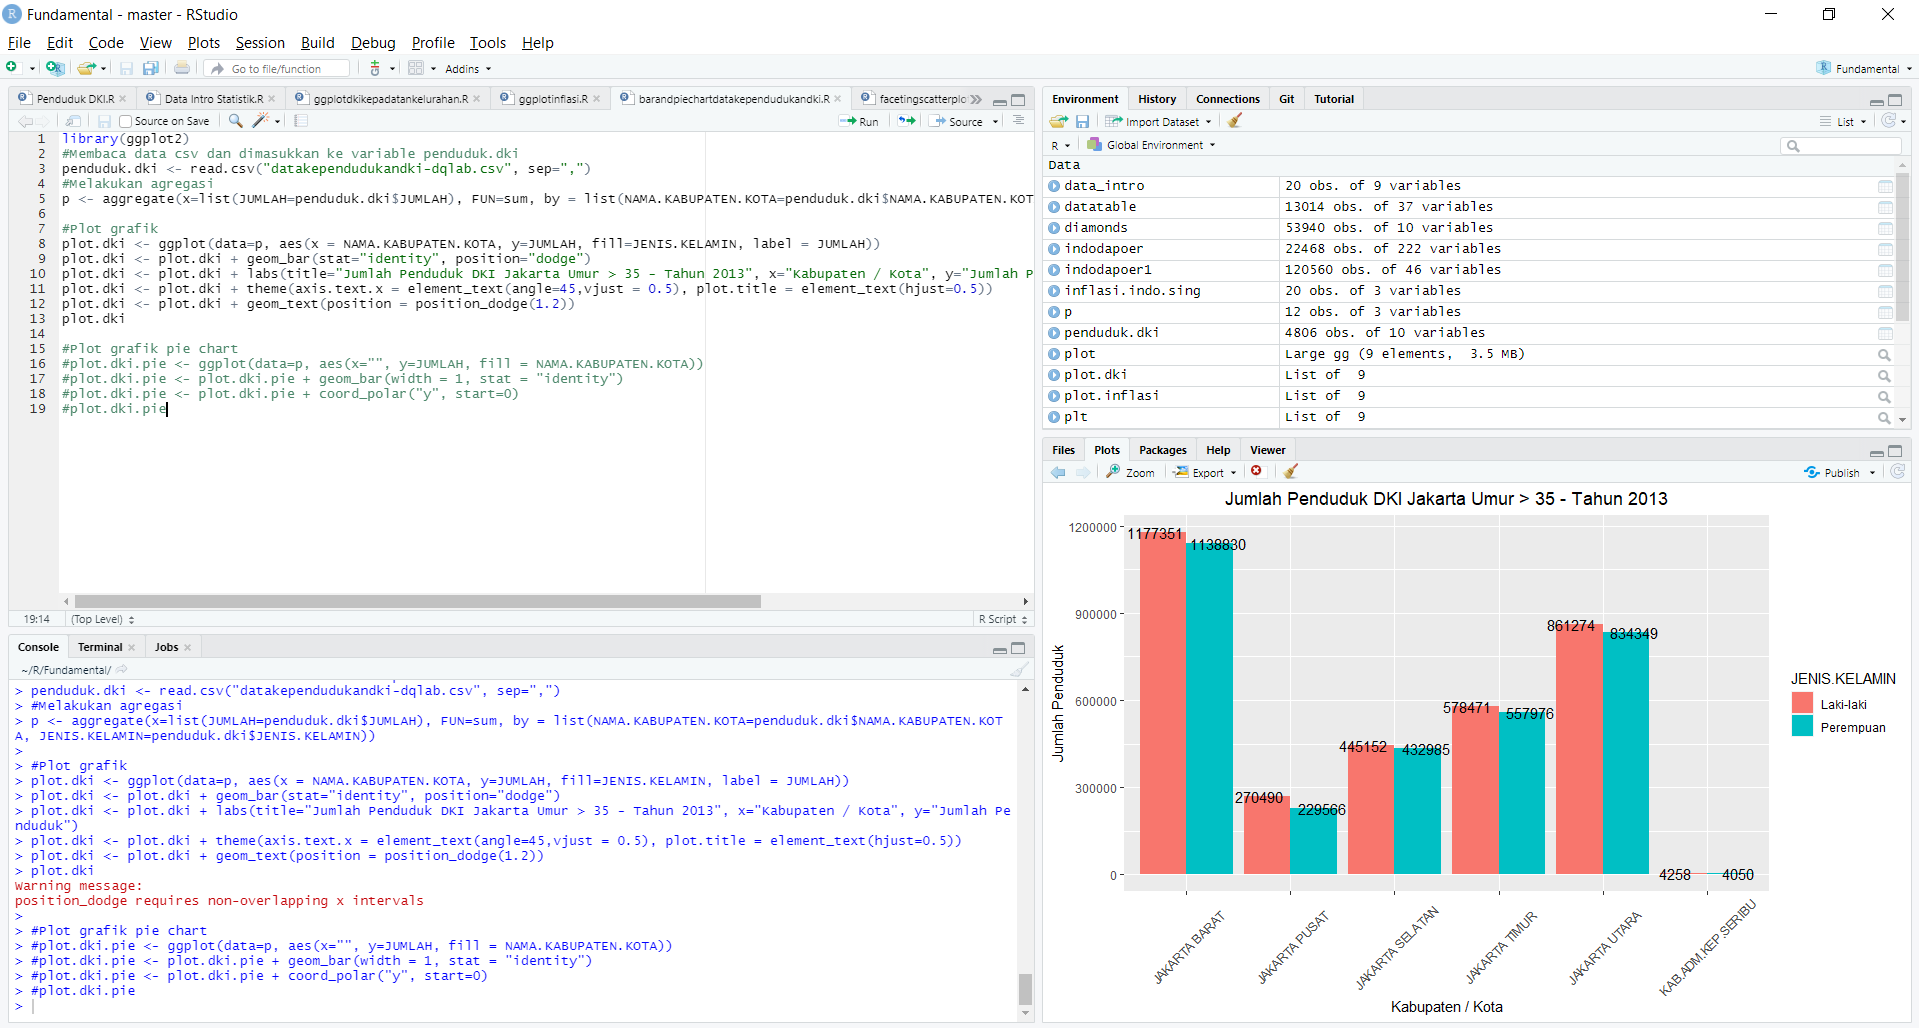 Fundamental - master - RStudio
File Edit Code View Plots Session Build Debug Profile Tools Help
Go to file/function Addins Fundamental
Penduduk DKI.R Data Intro Statistik.R ggplotdkikepadatankelurahan.R ggplotinflasi.R barandpiechartdatakependudukandki.R facetingscatterplo
Source on Save Run Source
1 library(ggplot2)
2 #Membaca data csv dan dimasukkan ke variable penduduk.dki
3 penduduk.dki <- read.csv("datakependudukandki-dqlab.csv", sep=",")
4 #Melakukan agregasi
5 p <- aggregate(x=list(JUMLAH=penduduk.dki$JUMLAH), FUN=sum, by = list(NAMA.KABUPATEN.KOTA=penduduk.dki$NAMA.KABUPATEN.KOT
6
7 #Plot grafik
8 plot.dki <- ggplot(data=p, aes(x = NAMA.KABUPATEN.KOTA, y=JUMLAH, fill=JENIS.KELAMIN, label = JUMLAH))
9 plot.dki <- plot.dki + geom_bar(stat="identity", position="dodge")
10 plot.dki <- plot.dki + labs(title="Jumlah Penduduk DKI Jakarta Umur > 35 - Tahun 2013", x="Kabupaten / Kota", y="Jumlah P
11 plot.dki <- plot.dki + theme(axis.text.x = element_text(angle=45,vjust = 0.5), plot.title = element_text(hjust=0.5))
12 plot.dki <- plot.dki + geom_text(position = position_dodge(1.2))
13 plot.dki
14
15 #Plot grafik pie chart
16 #plot.dki.pie <- ggplot(data=p, aes(x="", y=JUMLAH, fill = NAMA.KABUPATEN.KOTA))
17 #plot.dki.pie <- plot.dki.pie + geom_bar(width = 1, stat = "identity")
18 #plot.dki.pie <- plot.dki.pie + coord_polar("y", start=0)
19 #plot.dki.pie
19:14 (Top Level) R Script
Console Terminal Jobs
~/R/Fundamental/
> penduduk.dki <- read.csv("datakependudukandki-dqlab.csv", sep=",")
> #Melakukan agregasi
> p <- aggregate(x=list(JUMLAH=penduduk.dki$JUMLAH), FUN=sum, by = list(NAMA.KABUPATEN.KOTA=penduduk.dki$NAMA.KABUPATEN.KOT
A, JENIS.KELAMIN=penduduk.dki$JENIS.KELAMIN))
>
> #Plot grafik
> plot.dki <- ggplot(data=p, aes(x = NAMA.KABUPATEN.KOTA, y=JUMLAH, fill=JENIS.KELAMIN, label = JUMLAH))
> plot.dki <- plot.dki + geom_bar(stat="identity", position="dodge")
> plot.dki <- plot.dki + labs(title="Jumlah Penduduk DKI Jakarta Umur > 35 - Tahun 2013", x="Kabupaten / Kota", y="Jumlah Pe
nduduk")
> plot.dki <- plot.dki + theme(axis.text.x = element_text(angle=45,vjust = 0.5), plot.title = element_text(hjust=0.5))
> plot.dki <- plot.dki + geom_text(position = position_dodge(1.2))
> plot.dki
Warning message:
position_dodge requires non-overlapping x intervals
>
> #Plot grafik pie chart
> #plot.dki.pie <- ggplot(data=p, aes(x="", y=JUMLAH, fill = NAMA.KABUPATEN.KOTA))
> #plot.dki.pie <- plot.dki.pie + geom_bar(width = 1, stat = "identity")
> #plot.dki.pie <- plot.dki.pie + coord_polar("y", start=0)
> #plot.dki.pie
>
Environment History Connections Git Tutorial
Import Dataset List
R Global Environment
Data
data_intro 20 obs. of 9 variables
datatable 13014 obs. of 37 variables
diamonds 53940 obs. of 10 variables
indodapoer 22468 obs. of 222 variables
indodapoer1 120560 obs. of 46 variables
inflasi.indo.sing 20 obs. of 3 variables
p 12 obs. of 3 variables
penduduk.dki 4806 obs. of 10 variables
plot Large gg (9 elements, 3.5 MB)
plot.dki List of 9
plot.inflasi List of 9
plt List of 9
Files Plots Packages Help Viewer
Zoom Export Publish
Jumlah Penduduk DKI Jakarta Umur > 35 - Tahun 2013
Jumlah Penduduk
1200000
900000
600000
300000
0
1177351 1138830
270490 229566
445152 432985
578471 557976
861274 834349
4258 4050
JAKARTA BARAT
JAKARTA PUSAT
JAKARTA SELATAN
JAKARTA TIMUR
JAKARTA UTARA
KAB.ADM.KEP.SERIBU
Kabupaten / Kota
JENIS.KELAMIN
Laki-laki
Perempuan